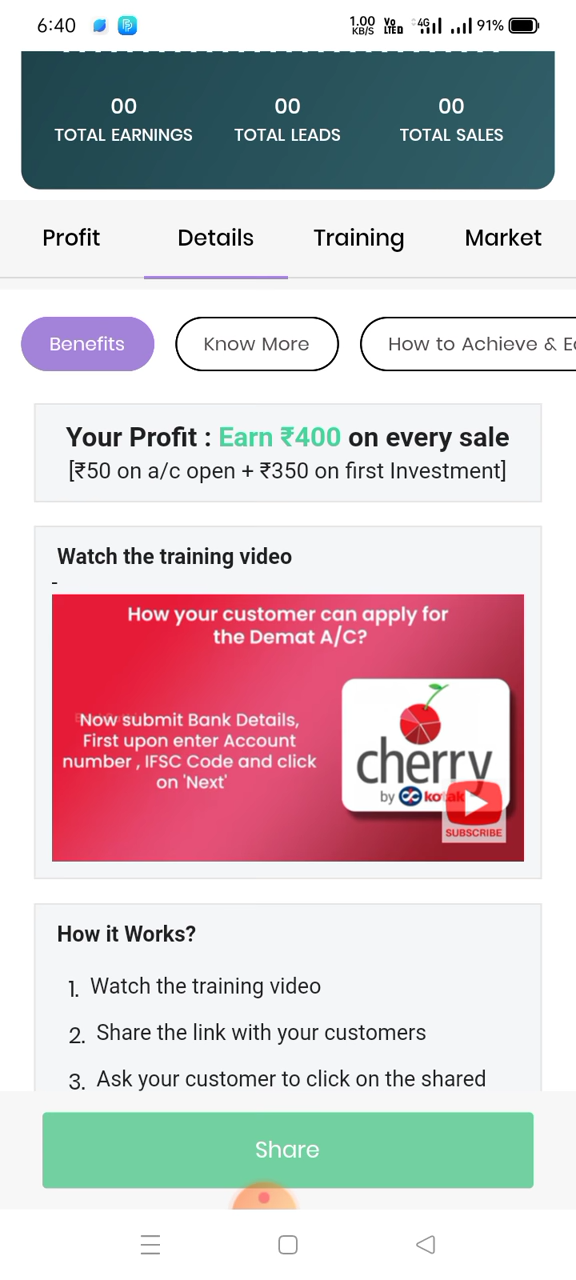 6:40
1.00 KB/S
Vo LTED
4G
91%
00 00 00
TOTAL EARNINGS TOTAL LEADS TOTAL SALES
Profit Details Training Market
Benefits Know More How to Achieve & E
Your Profit : Earn ₹400 on every sale
[₹50 on a/c open + ₹350 on first Investment]
Watch the training video
-
How your customer can apply for
the Demat A/C?
Now submit Bank Details,
First upon enter Account
number , IFSC Code and click
on 'Next'
cherry
by kotak
SUBSCRIBE
How it Works?
1. Watch the training video
2. Share the link with your customers
3. Ask your customer to click on the shared
Share